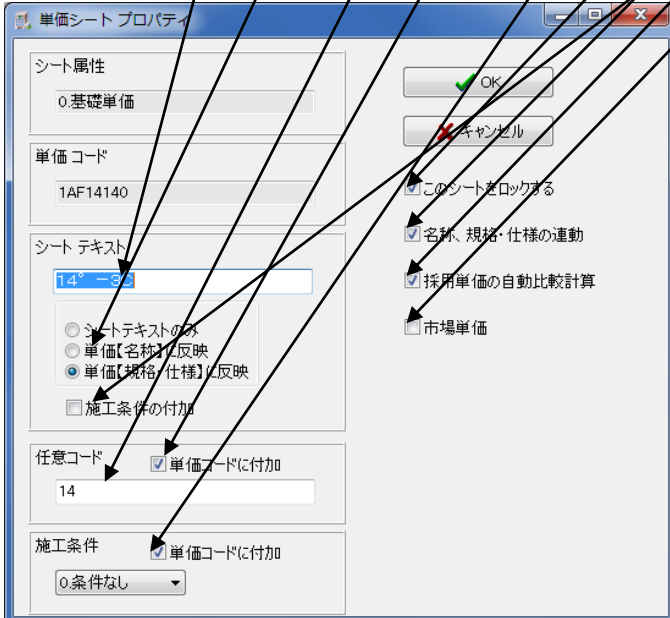 単価シート プロパティ
シート属性
0.基礎単価
単価 コード
1AF14140
シート テキスト
14°－3C
シートテキストのみ
単価【名称】に反映
単価【規格・仕様】に反映
施工条件の付加
任意コード
単価コードに付加
14
施工条件
単価コードに付加
0.条件なし
OK
キャンセル
このシートをロックする
名称、規格・仕様の連動
採用単価の自動比較計算
市場単価